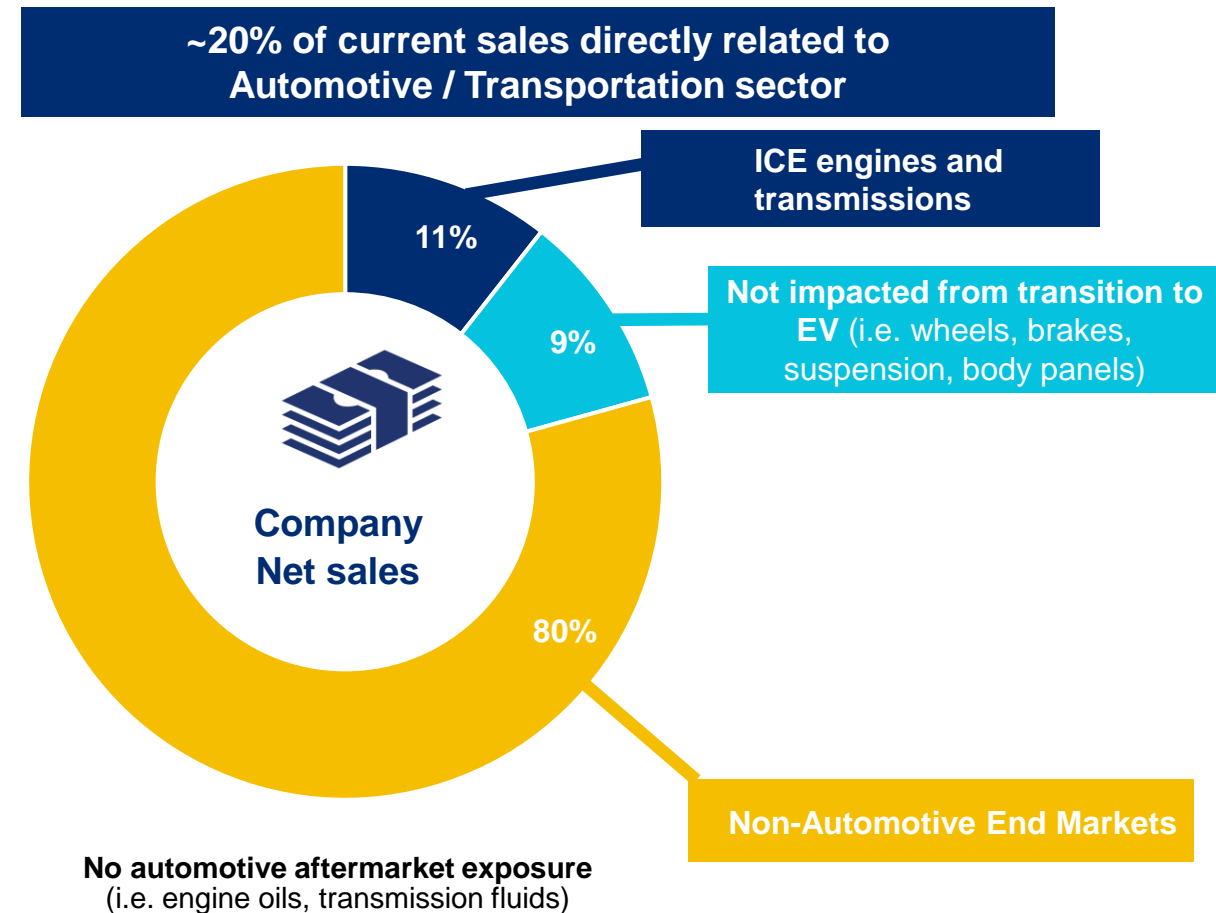 ~20% of current sales directly related to
Automotive / Transportation sector
ICE engines and
transmissions
11%
Not impacted from transition to
EV (i.e. wheels, brakes,
suspension, body panels)
9%
Company
Net sales
80%
Non-Automotive End Markets
No automotive aftermarket exposure
(i.e. engine oils, transmission fluids)